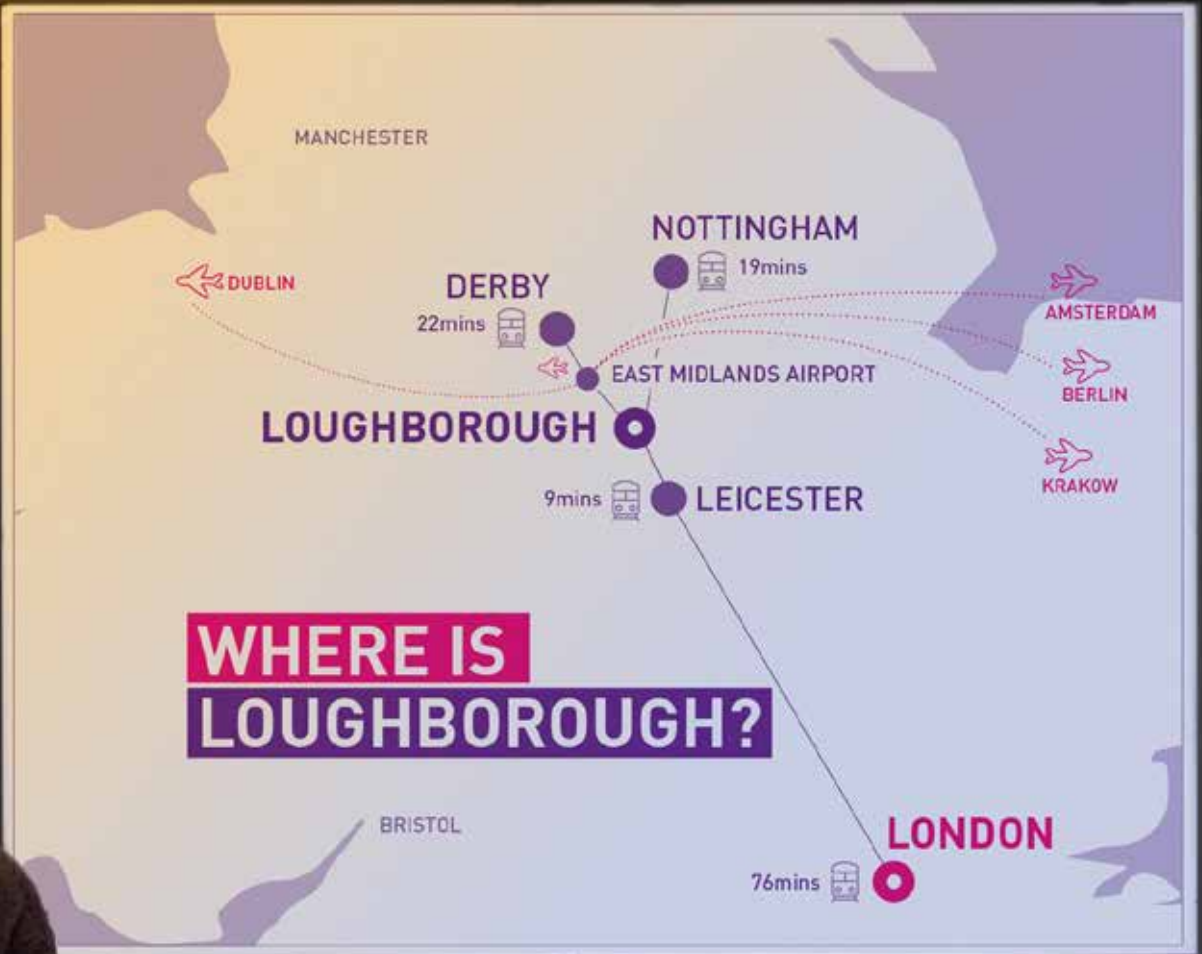 MANCHESTER
NOTTINGHAM
19mins
DUBLIN
DERBY
22mins
AMSTERDAM
EAST MIDLANDS AIRPORT
BERLIN
LOUGHBOROUGH
KRAKOW
9mins
LEICESTER
WHERE IS
LOUGHBOROUGH?
BRISTOL
LONDON
76mins